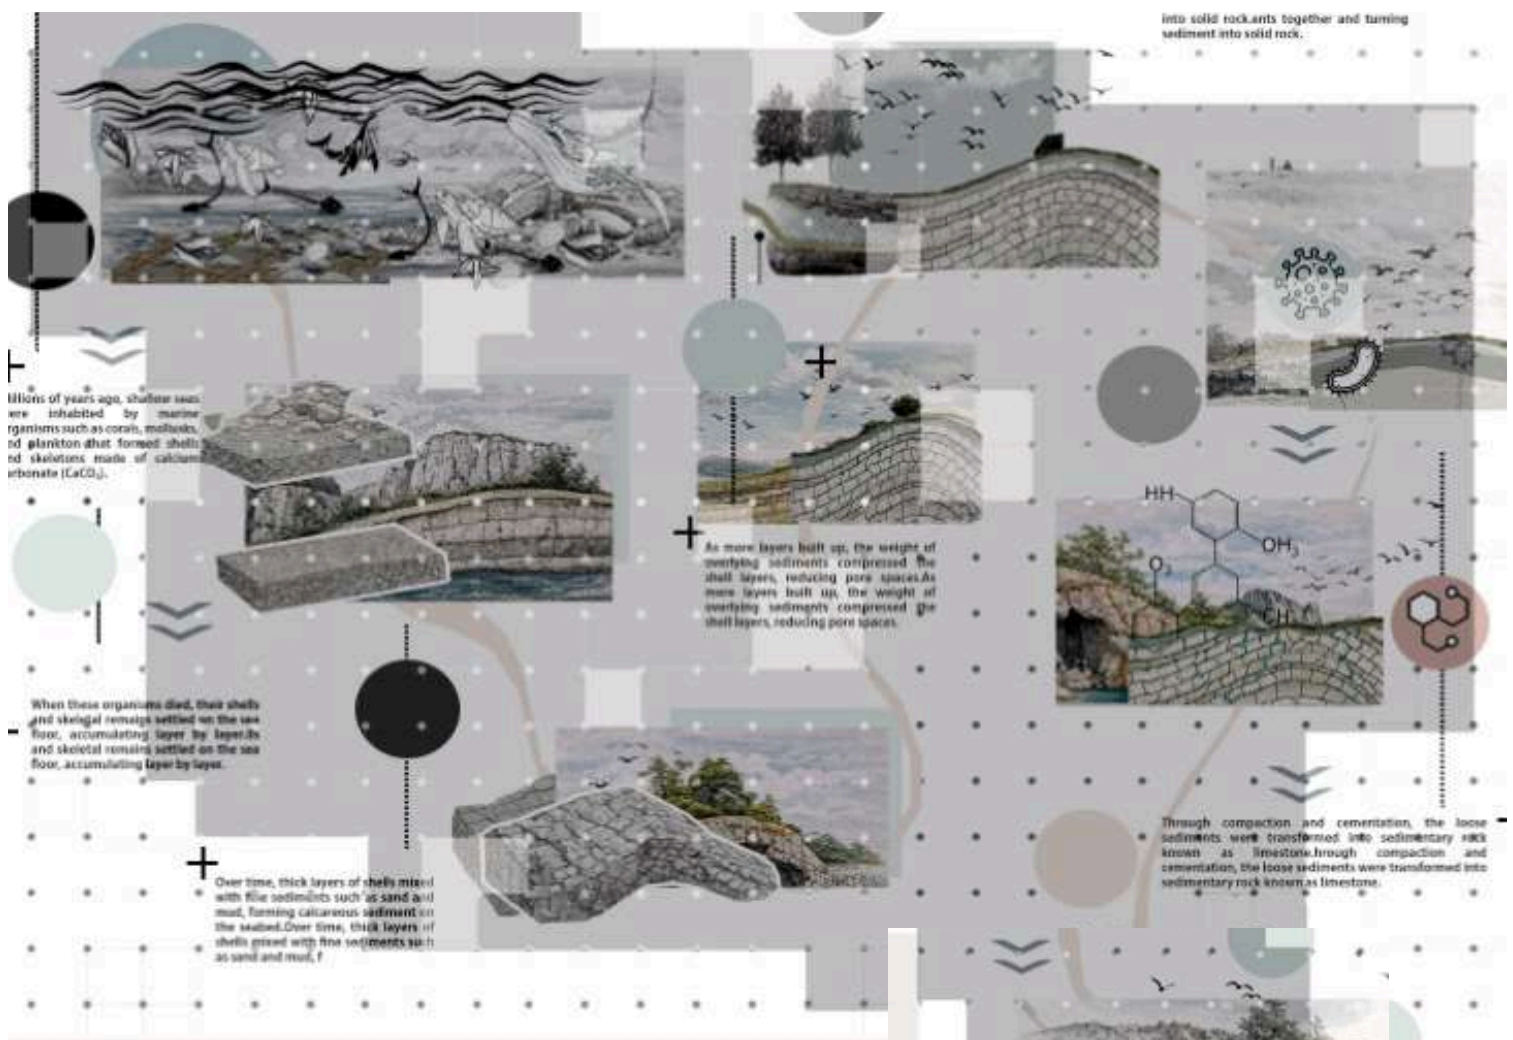 into solid rock.ents together and turning
sediment into solid rock.
illions of years ago, shallow seas
ere inhabited by marine
rganisms such as corals, mollusks,
nd plankton that formed shells
nd skeletons made of calcium
arbonate (CaCO₃).
As more layers built up, the weight of
overlying sediments compressed the
shell layers, reducing pore spaces.As
more layers built up, the weight of
overlying sediments compressed the
shell layers, reducing pore spaces.
HH
OH₃
O₃
CH
When these organisms died, their shells
and skeletal remains settled on the sea
floor, accumulating layer by layer.its
and skeletal remains settled on the sea
floor, accumulating layer by layer.
Through compaction and cementation, the loose
sediments were transformed into sedimentary rock
known as limestone.hrough compaction and
cementation, the loose sediments were transformed into
sedimentary rock known as limestone.
Over time, thick layers of shells mixed
with fine sediments such as sand and
mud, forming calcareous sediment on
the seabed.Over time, thick layers of
shells mixed with fine sediments such
as sand and mud, f